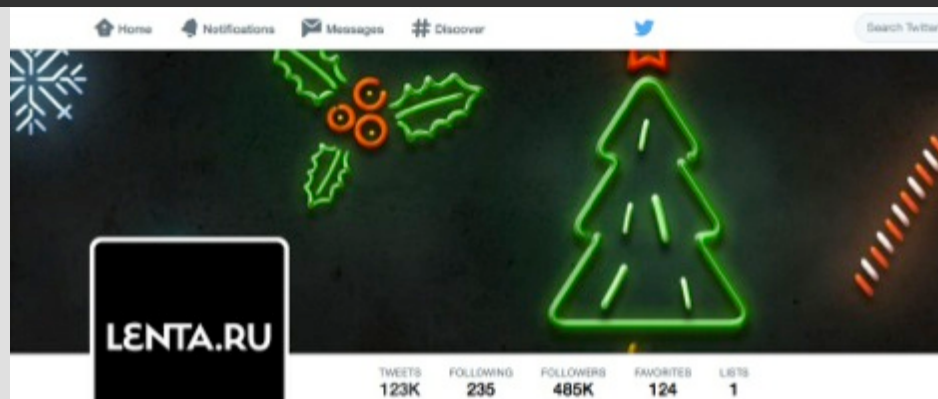 Home Notifications Messages # Discover Search Twitter
LENTA.RU
TWEETS FOLLOWING FOLLOWERS FAVORITES LISTS
123K 235 485K 124 1